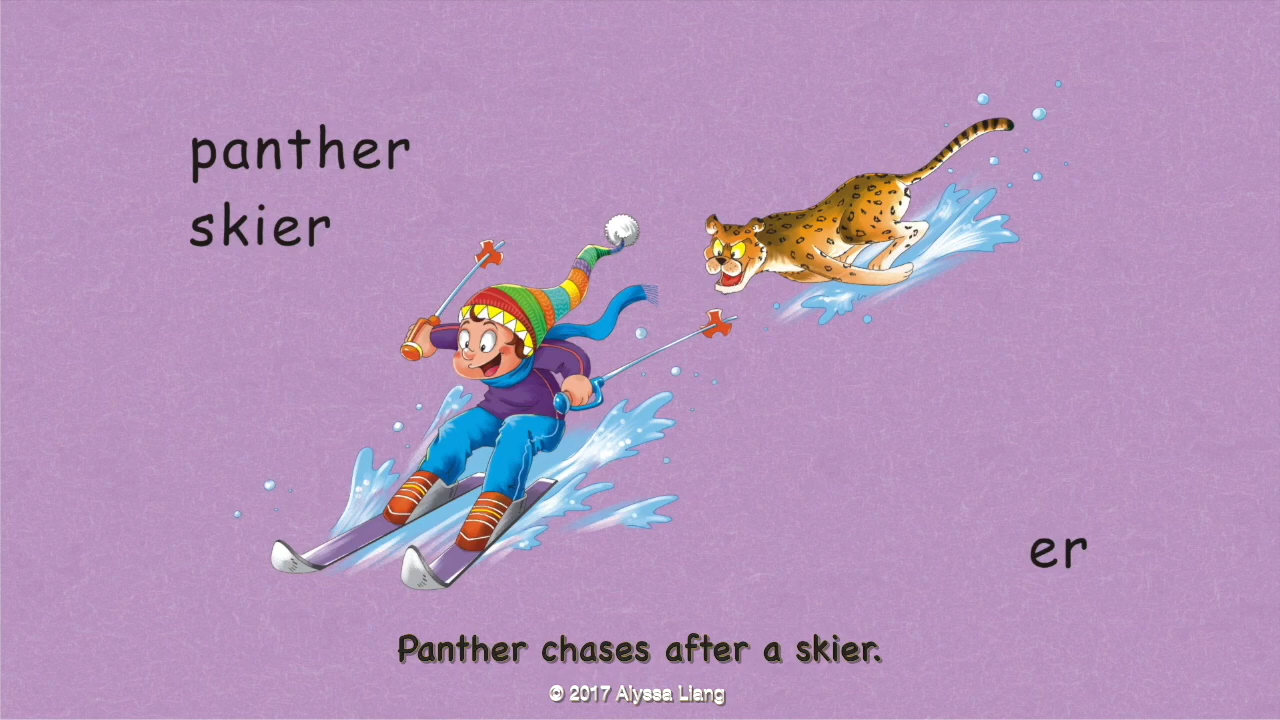 panther
skier
er
Panther chases after a skier.
© 2017 Alyssa Liang